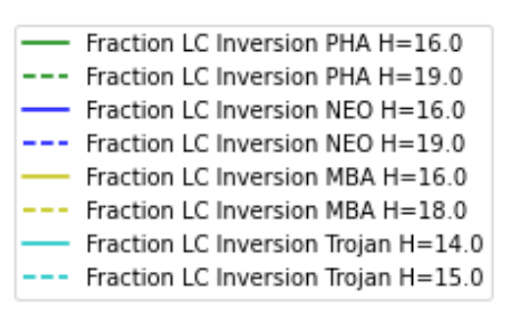 Fraction LC Inversion PHA H=16.0
Fraction LC Inversion PHA H=19.0
Fraction LC Inversion NEO H=16.0
Fraction LC Inversion NEO H=19.0
Fraction LC Inversion MBA H=16.0
Fraction LC Inversion MBA H=18.0
Fraction LC Inversion Trojan H=14.0
Fraction LC Inversion Trojan H=15.0